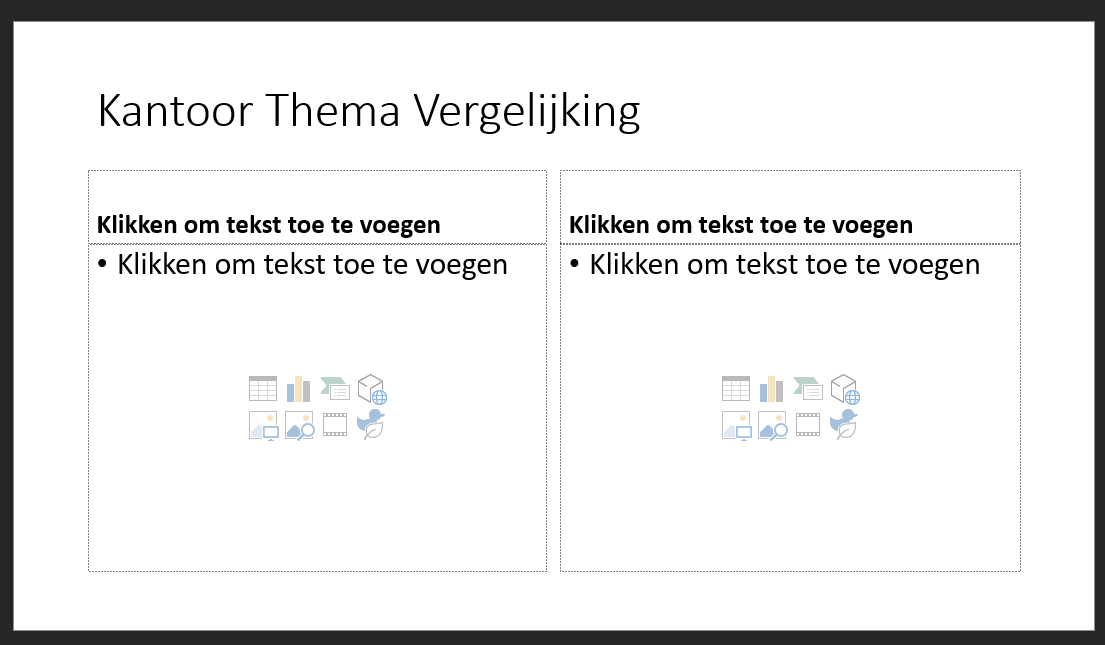 Kantoor Thema Vergelijking
Klikken om tekst toe te voegen
• Klikken om tekst toe te voegen
Klikken om tekst toe te voegen
• Klikken om tekst toe te voegen